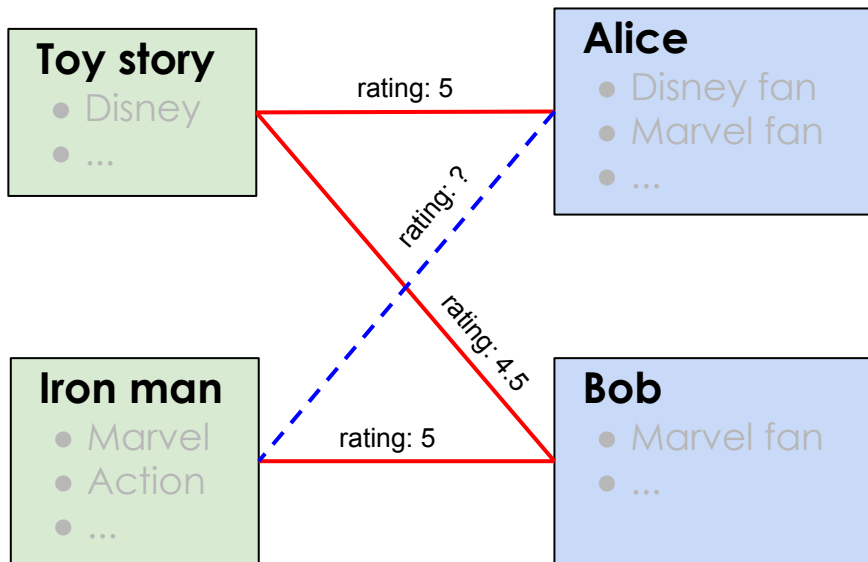 Toy story
● Disney
● ...
rating: 5
Alice
● Disney fan
● Marvel fan
● ...
rating: ?
rating: 4.5
Iron man
● Marvel
● Action
● ...
rating: 5
Bob
● Marvel fan
● ...